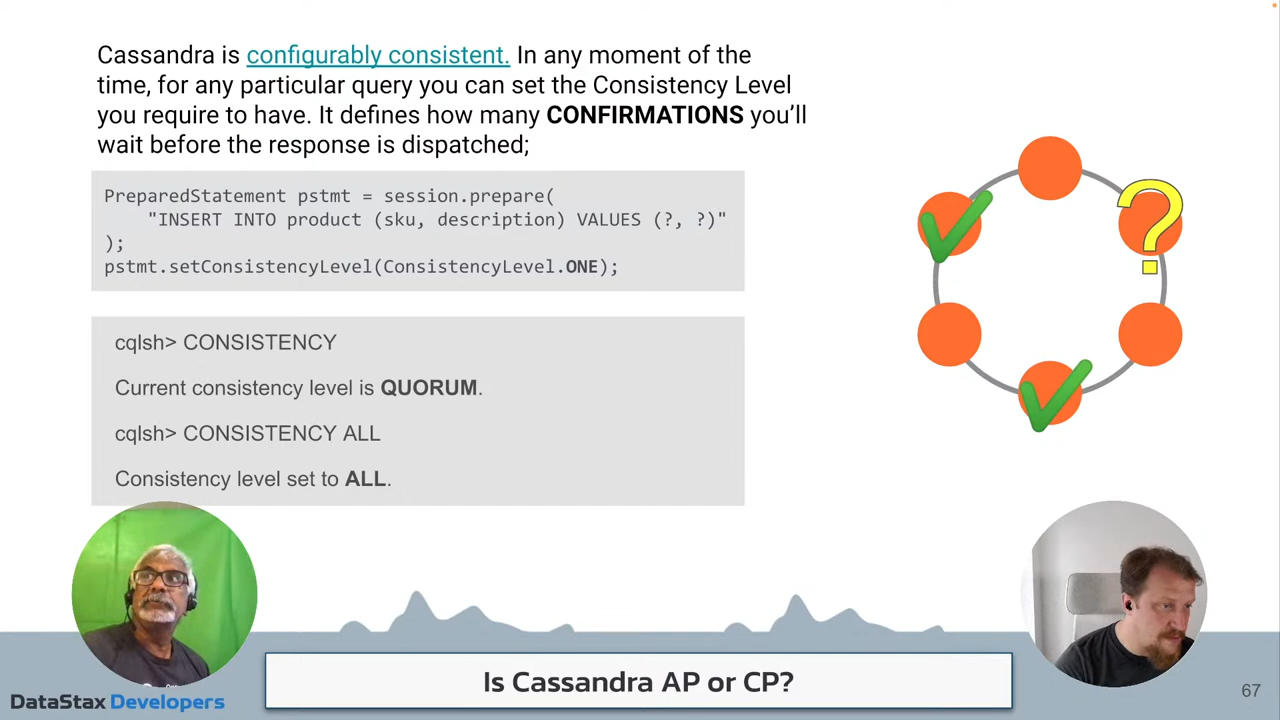 Cassandra is configurably consistent. In any moment of the
time, for any particular query you can set the Consistency Level
you require to have. It defines how many CONFIRMATIONS you’ll
wait before the response is dispatched;
PreparedStatement pstmt = session.prepare(
"INSERT INTO product (sku, description) VALUES (?, ?)"
);
pstmt.setConsistencyLevel(ConsistencyLevel.ONE);
cqlsh> CONSISTENCY
Current consistency level is QUORUM.
cqlsh> CONSISTENCY ALL
Consistency level set to ALL.
?
Is Cassandra AP or CP?
DataStax Developers
67